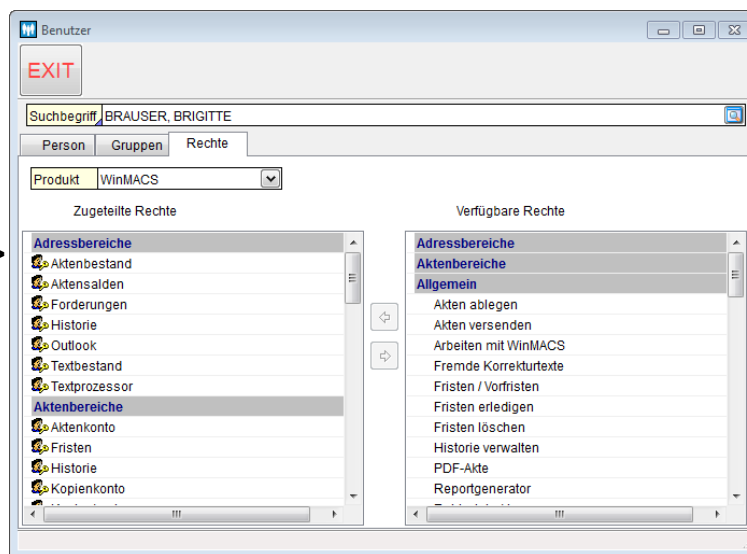 Benutzer
EXIT
Suchbegriff BRAUSER, BRIGITTE
Person Gruppen Rechte
Produkt WinMACS
Zugeteilte Rechte
Adressbereiche
Aktenbestand
Aktensalden
Forderungen
Historie
Outlook
Textbestand
Textprozessor
Aktenbereiche
Aktenkonto
Fristen
Historie
Kopienkonto
Verfügbare Rechte
Adressbereiche
Aktenbereiche
Allgemein
Akten ablegen
Akten versenden
Arbeiten mit WinMACS
Fremde Korrekturtexte
Fristen / Vorfristen
Fristen erledigen
Fristen löschen
Historie verwalten
PDF-Akte
Reportgenerator